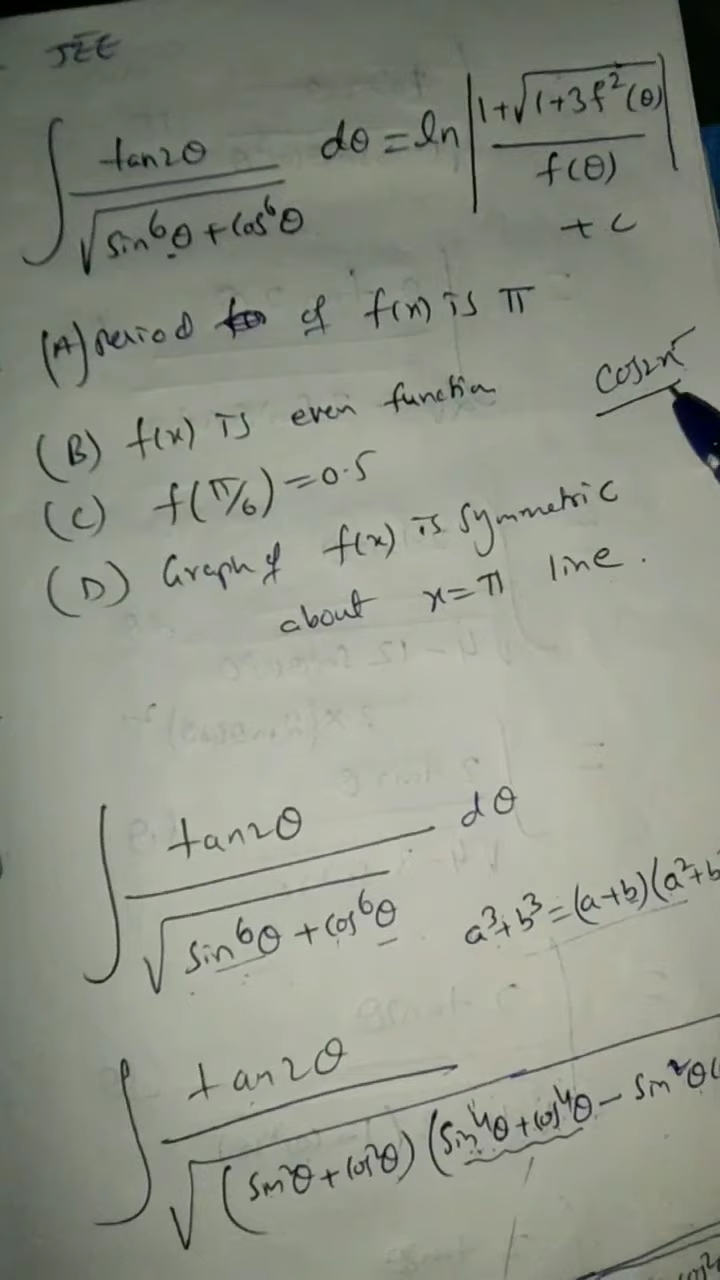 JEE
∫ tan2θ / √(sin⁶θ + cos⁶θ) dθ = ln |(1+√(1+3f²(θ))) / f(θ)| + c
(A) period of f(x) is π
(B) f(x) is even function
cos2x
(C) f(π/6) = 0.5
(D) Graph of f(x) is symmetric
about x=π line.
∫ tan2θ / √(sin⁶θ + cos⁶θ) dθ
a³+b³=(a+b)(a²+b
∫ tan2θ / √((sin²θ + cos²θ)(sin⁴θ + cos⁴θ − sin²θ